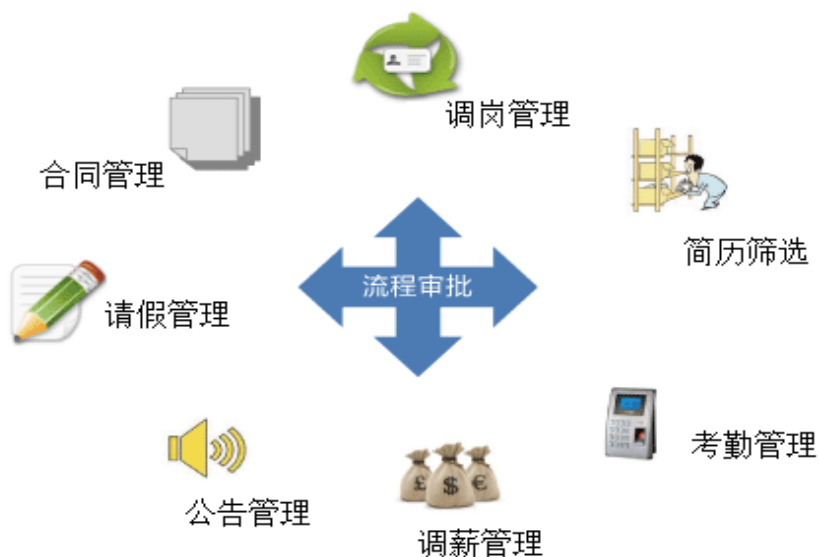 调岗管理
合同管理
简历筛选
流程审批
请假管理
考勤管理
公告管理
调薪管理
£
$
€